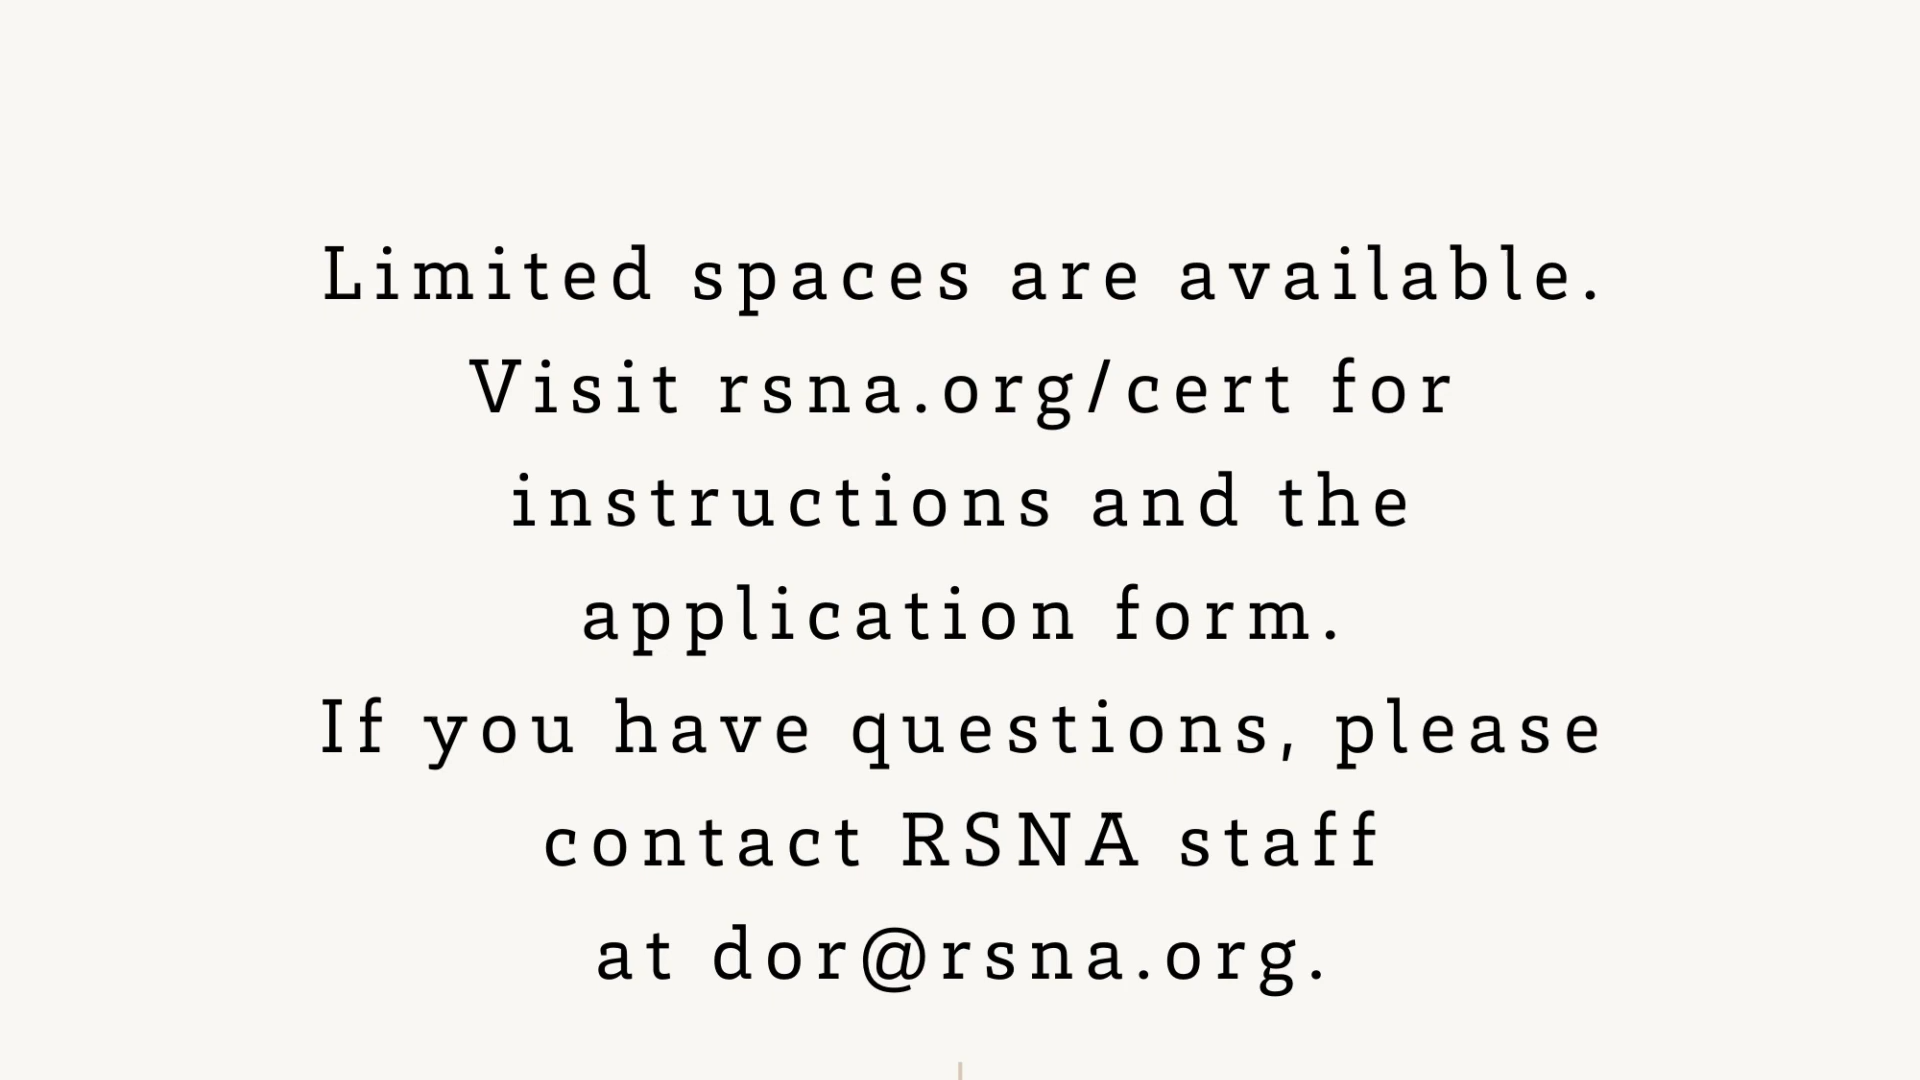 Limited spaces are available.
Visit rsna.org/cert for
instructions and the
application form.
If you have questions, please
contact RSNA staff
at dor@rsna.org.